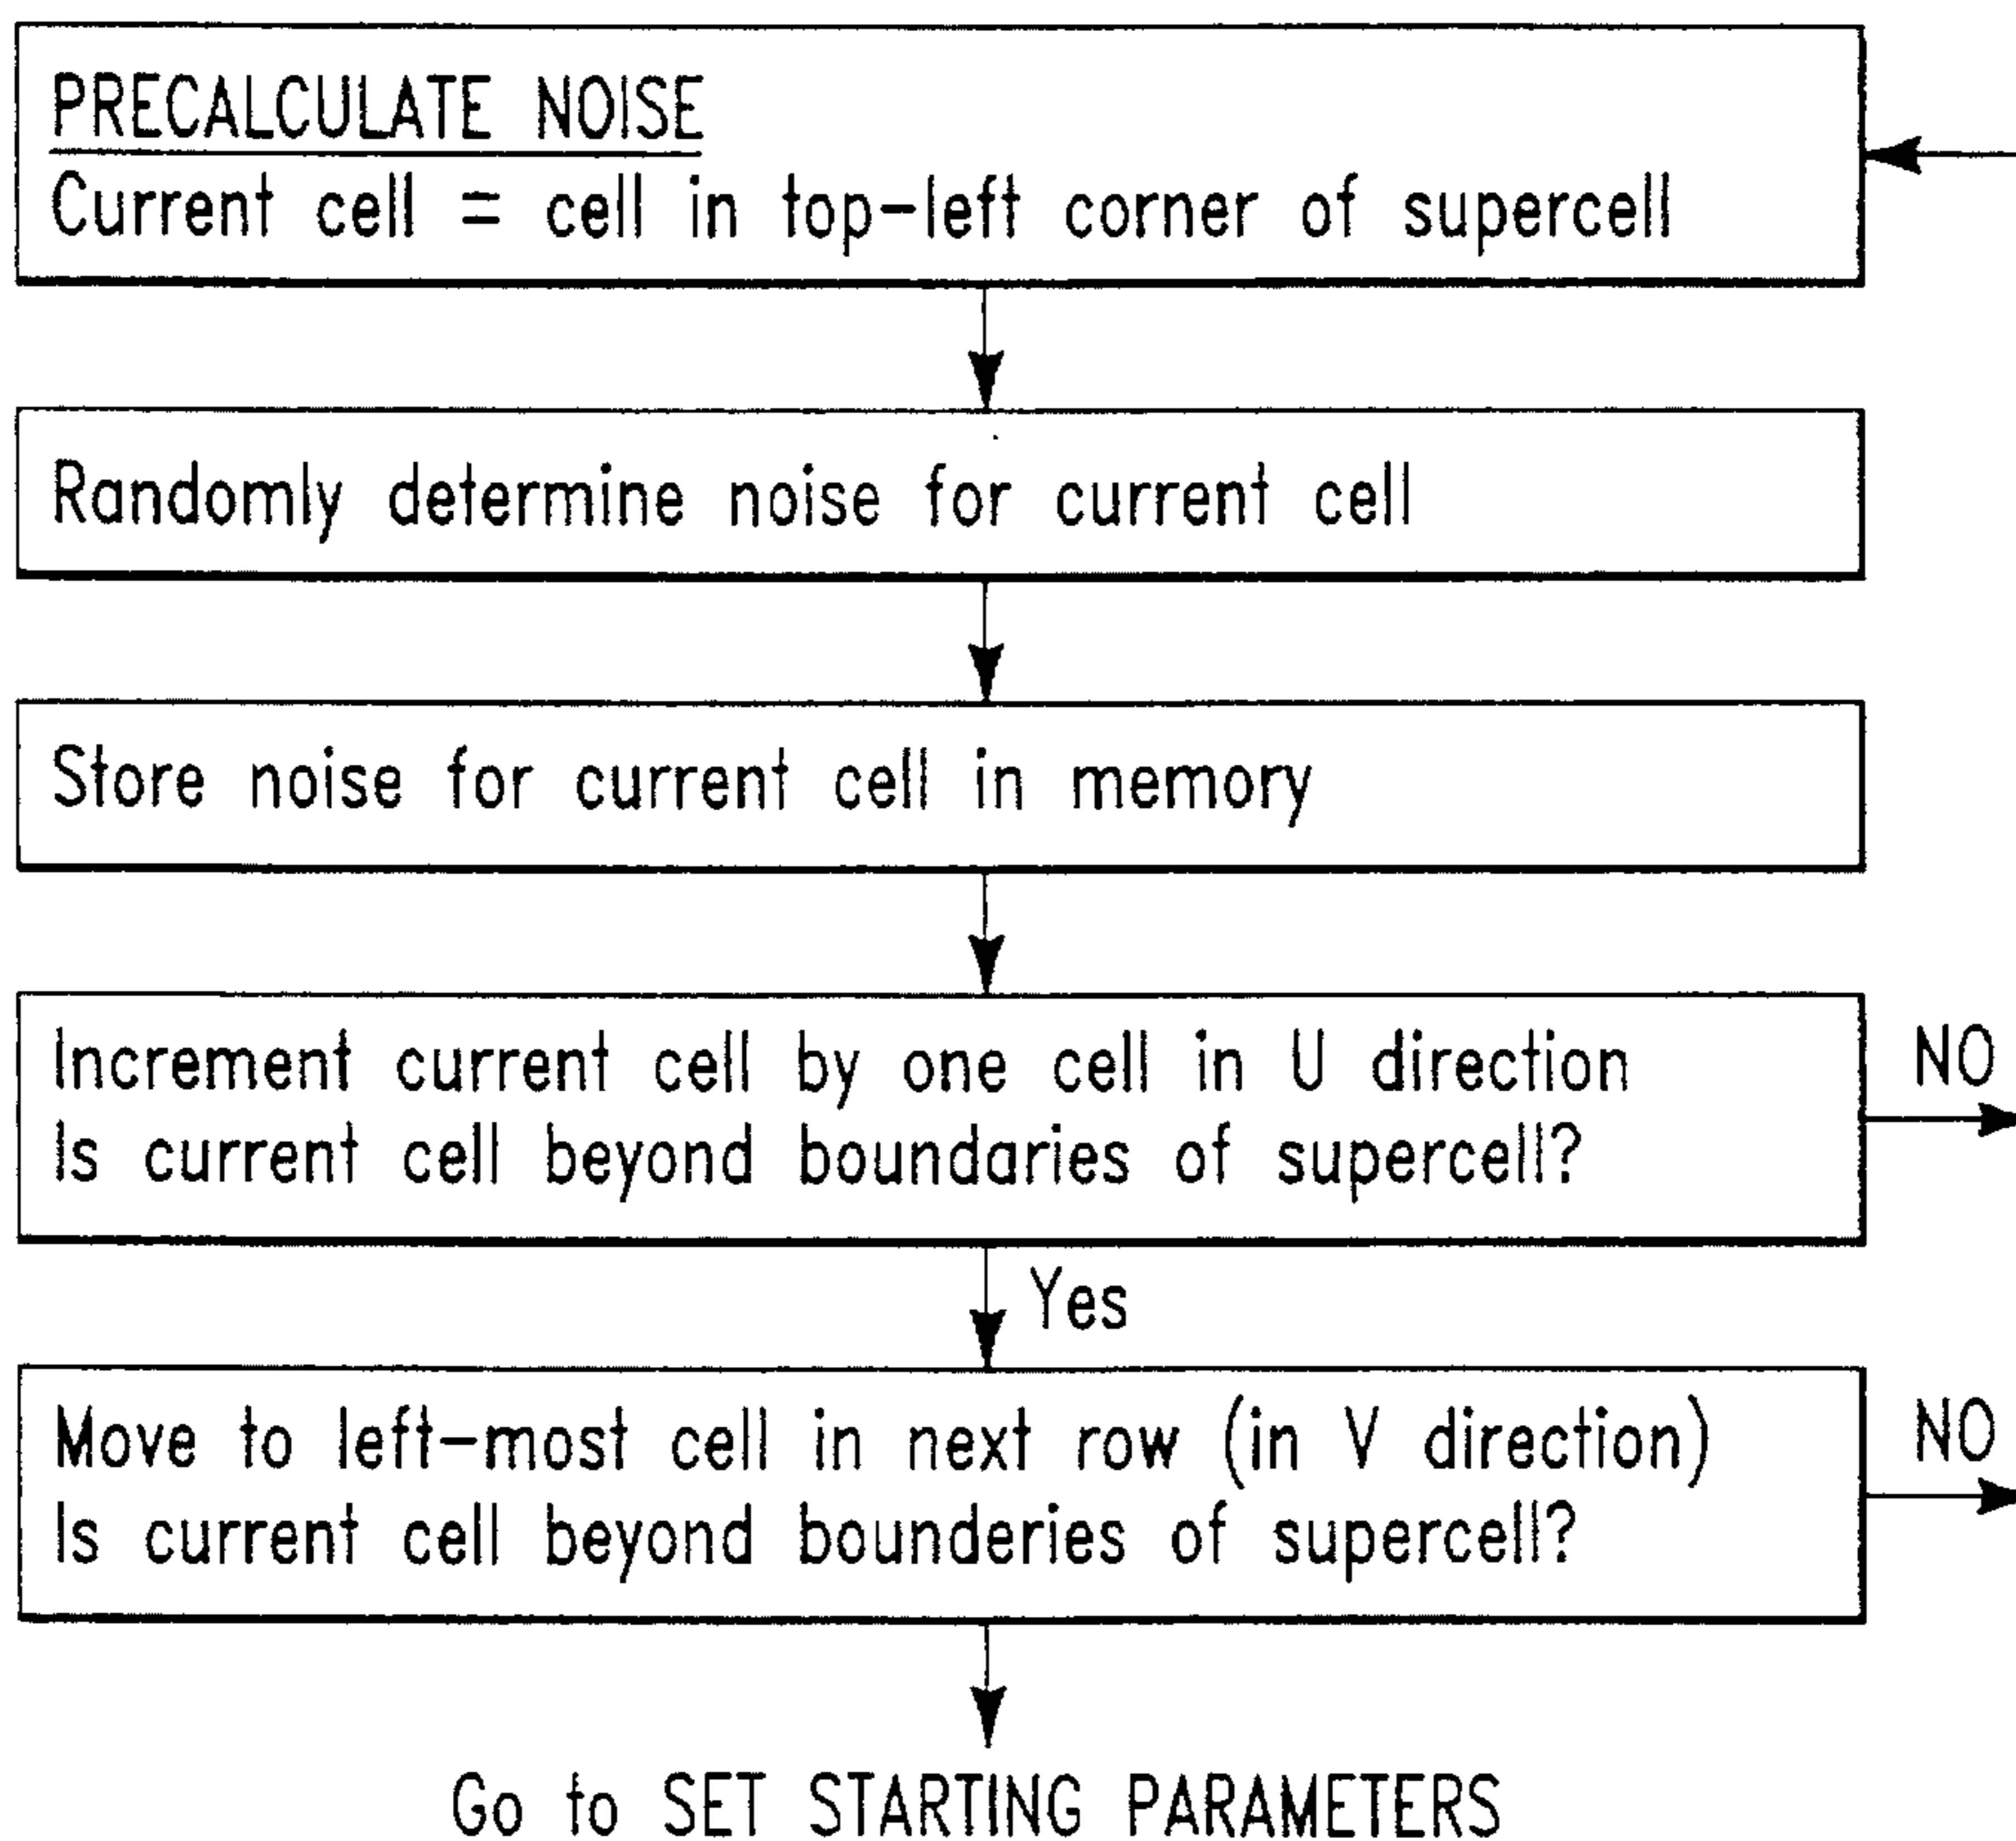 PRECALCULATE NOISE
Current cell = cell in top-left corner of supercell
Randomly determine noise for current cell
Store noise for current cell in memory
Increment current cell by one cell in U direction
NO
Is current cell beyond boundaries of supercell?
Yes
Move to left-most cell in next row (in V direction)
NO
Is current cell beyond bounderies of supercell?
Go to SET STARTING PARAMETERS